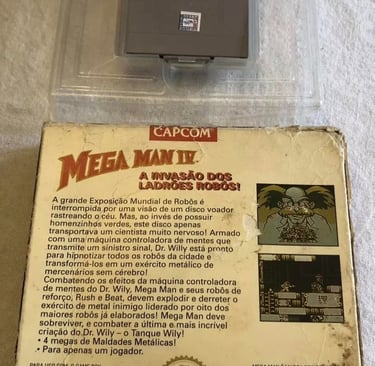 CAPCOM
MEGA MAN IV
A INVASÃO DOS
LADRÕES ROBÔS!
A grande Exposição Mundial de Robôs é
interrompida por uma visão de um disco voador
rastreando o céu. Mas, ao invés de possuir
homenzinhos verdes, este disco apenas
transportava um cientista muito nervoso! Armado
com uma máquina controladora de mentes que
transmite um sinistro sinal, Dr. Willy está pronto
para hipnotizar todos os robôs da cidade e
transformá-los em um exército metálico de
mercenários sem cérebro!
Combatendo os efeitos da máquina controladora
de mentes do Dr. Wily, Mega Man e seus robôs de
reforço, Rush e Beat, devem explodir e derreter o
exército de metal inimigo liderado por oito dos
maiores robôs já elaborados! Mega Man deve
sobreviver, e combater a última e mais incrível
criação do Dr. Wily - o Tanque Wily!
• 4 megas de Maldades Metálicas!
• Para apenas um jogador.